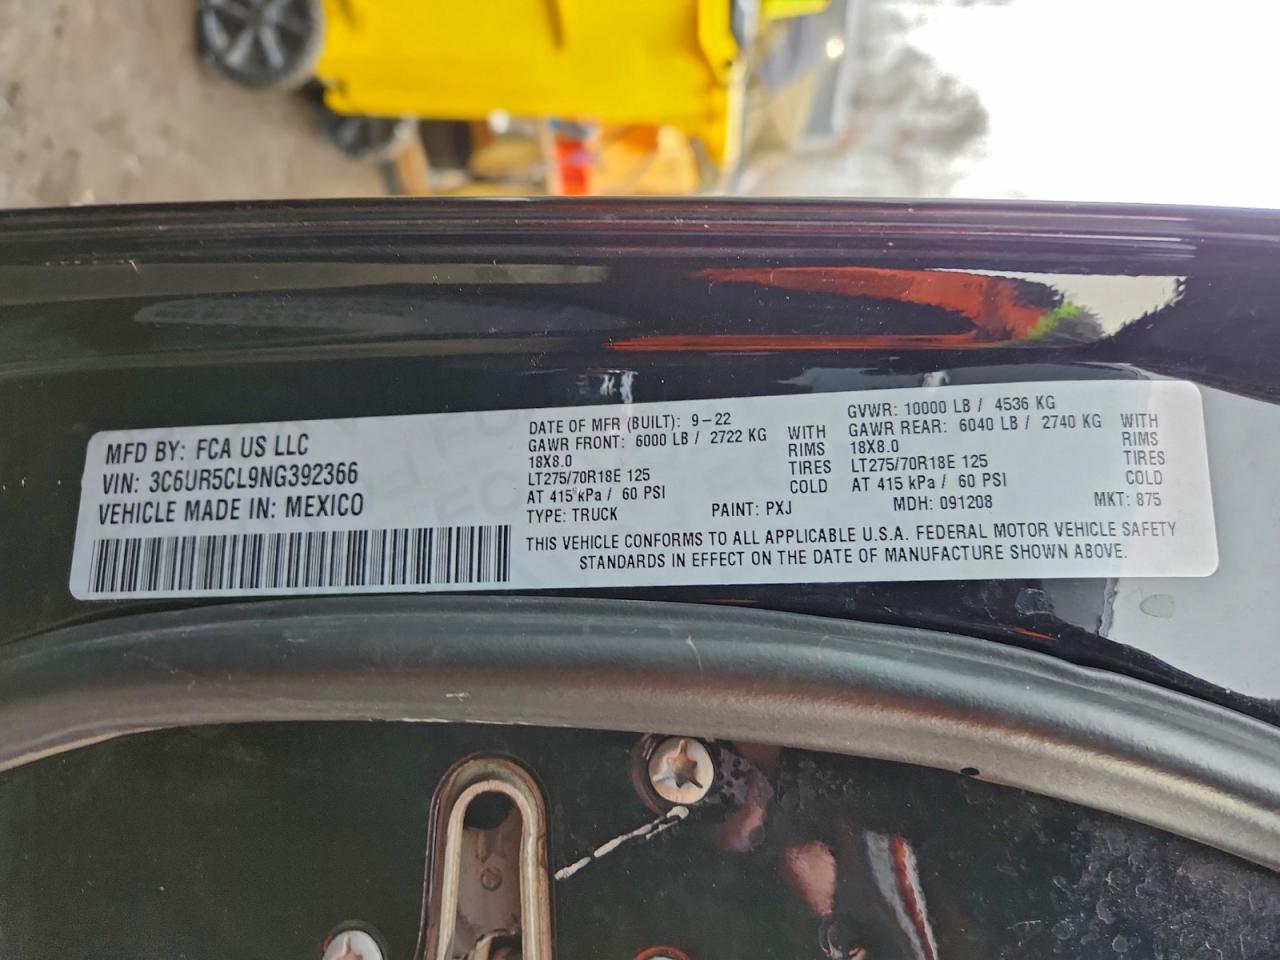 MFD BY: FCA US LLC
VIN: 3C6UR5CL9NG392366
VEHICLE MADE IN: MEXICO
DATE OF MFR (BUILT): 9-22
GAWR FRONT: 6000 LB / 2722 KG WITH
18X8.0 RIMS
LT275/70R18E 125 TIRES
AT 415 kPa / 60 PSI COLD
TYPE: TRUCK PAINT: PXJ
GVWR: 10000 LB / 4536 KG
GAWR REAR: 6040 LB / 2740 KG WITH
18X8.0 RIMS
LT275/70R18E 125 TIRES
AT 415 kPa / 60 PSI COLD
MDH: 091208 MKT: 875
THIS VEHICLE CONFORMS TO ALL APPLICABLE U.S.A. FEDERAL MOTOR VEHICLE SAFETY
STANDARDS IN EFFECT ON THE DATE OF MANUFACTURE SHOWN ABOVE.